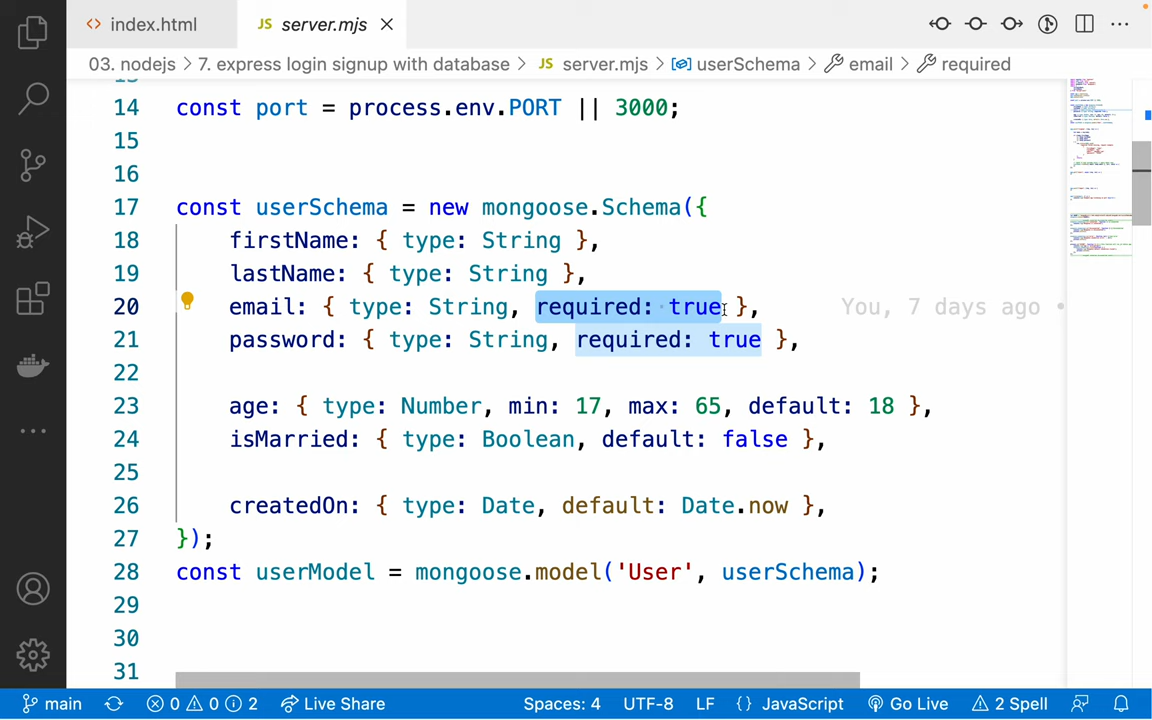 index.html
server.mjs
03. nodejs > 7. express login signup with database > JS server.mjs > userSchema > email > required
14 const port = process.env.PORT || 3000;
15
16
17 const userSchema = new mongoose.Schema({
18 firstName: { type: String },
19 lastName: { type: String },
20 email: { type: String, required: true }, You, 7 days ago •
21 password: { type: String, required: true },
22
23 age: { type: Number, min: 17, max: 65, default: 18 },
24 isMarried: { type: Boolean, default: false },
25
26 createdOn: { type: Date, default: Date.now },
27 });
28 const userModel = mongoose.model('User', userSchema);
29
30
31
main 0 0 2 Live Share Spaces: 4 UTF-8 LF {} JavaScript Go Live 2 Spell